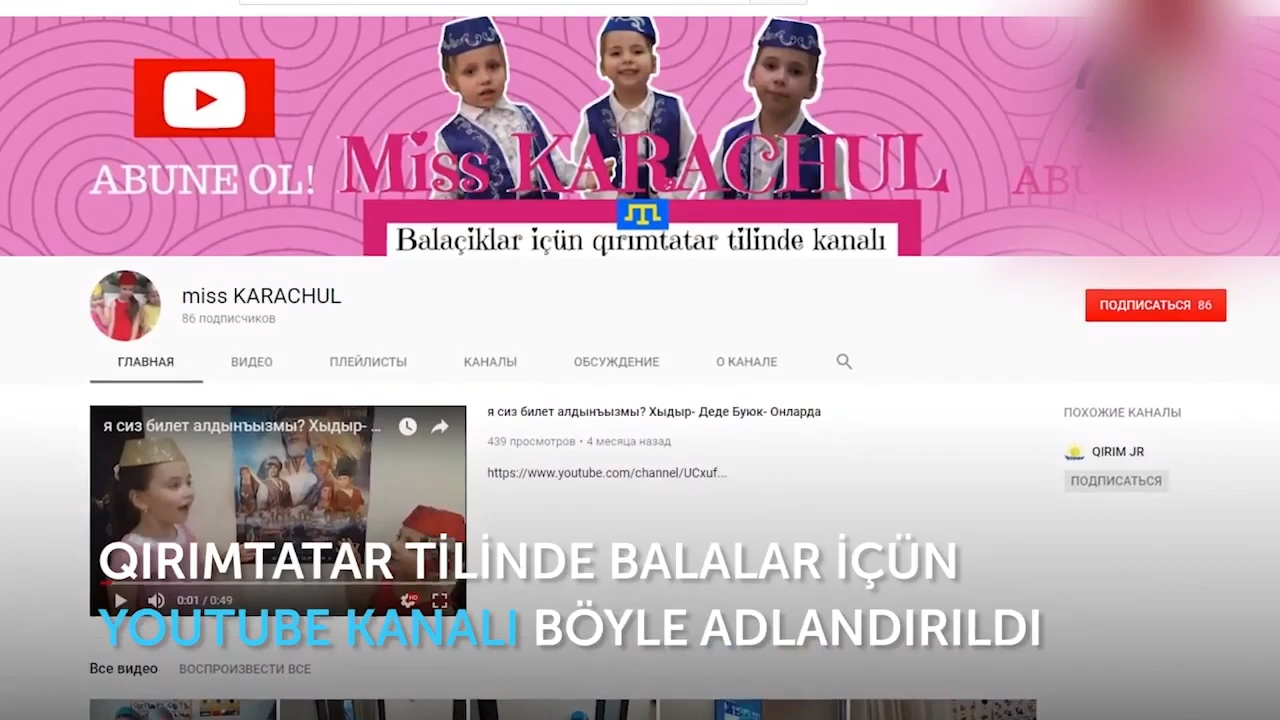 ABUNE OL!
Miss KARACHUL
ABU
Balaçiklar içün qırımtatar tilinde kanalı
miss KARACHUL
86 подписчиков
ПОДПИСАТЬСЯ 86
ГЛАВНАЯ ВИДЕО ПЛЕЙЛИСТЫ КАНАЛЫ ОБСУЖДЕНИЕ О КАНАЛЕ
я сиз билет алдынъызмы? Хыдыр- ...
я сиз билет алдынъызмы? Хыдыр- Деде Буюк- Онларда
439 просмотров • 4 месяца назад
https://www.youtube.com/channel/UCxuf...
ПОХОЖИЕ КАНАЛЫ
QIRIM JR
ПОДПИСАТЬСЯ
QIRIMTATAR TİLİNDE BALALAR İÇÜN
0:01 / 0:49
HD
YOUTUBE KANALI BÖYLE ADLANDIRILDI
Все видео ВОСПРОИЗВЕСТИ ВСЕ